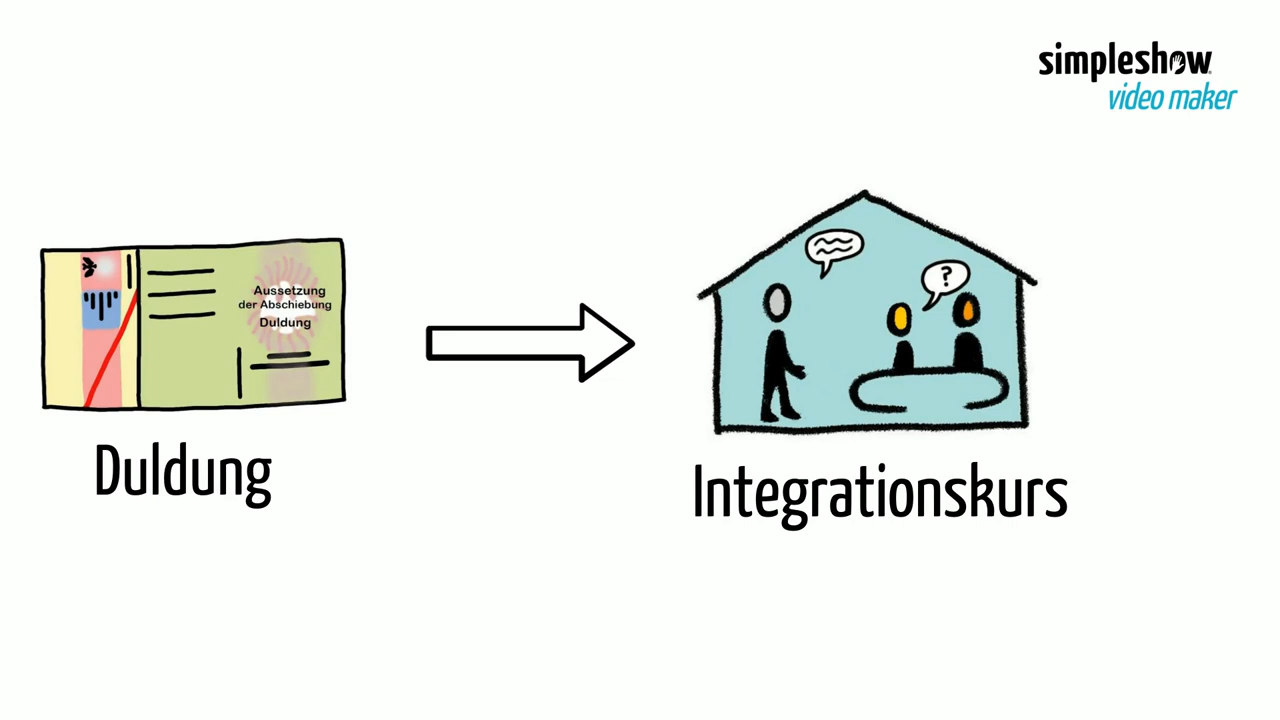 simpleshow
video maker
Aussetzung
der Abschiebung
Duldung
?
Duldung
Integrationskurs